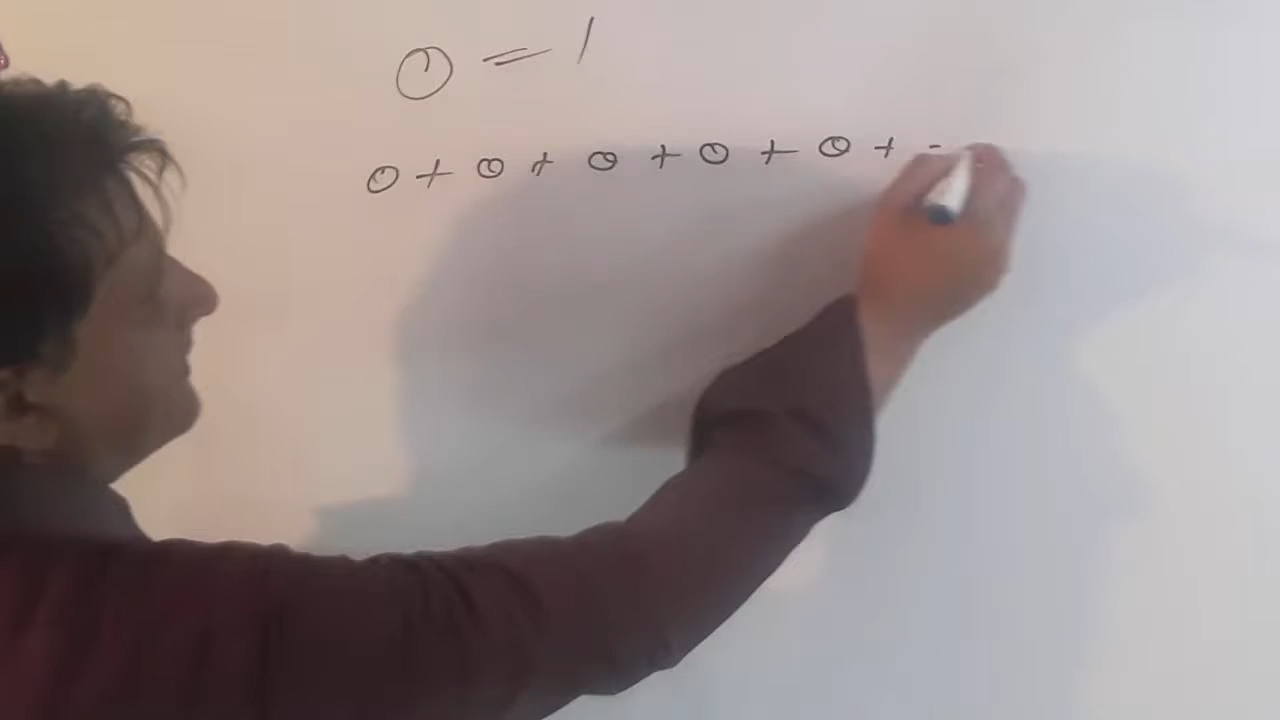 0 = 1
0 + 0 + 0 + 0 + 0 + -